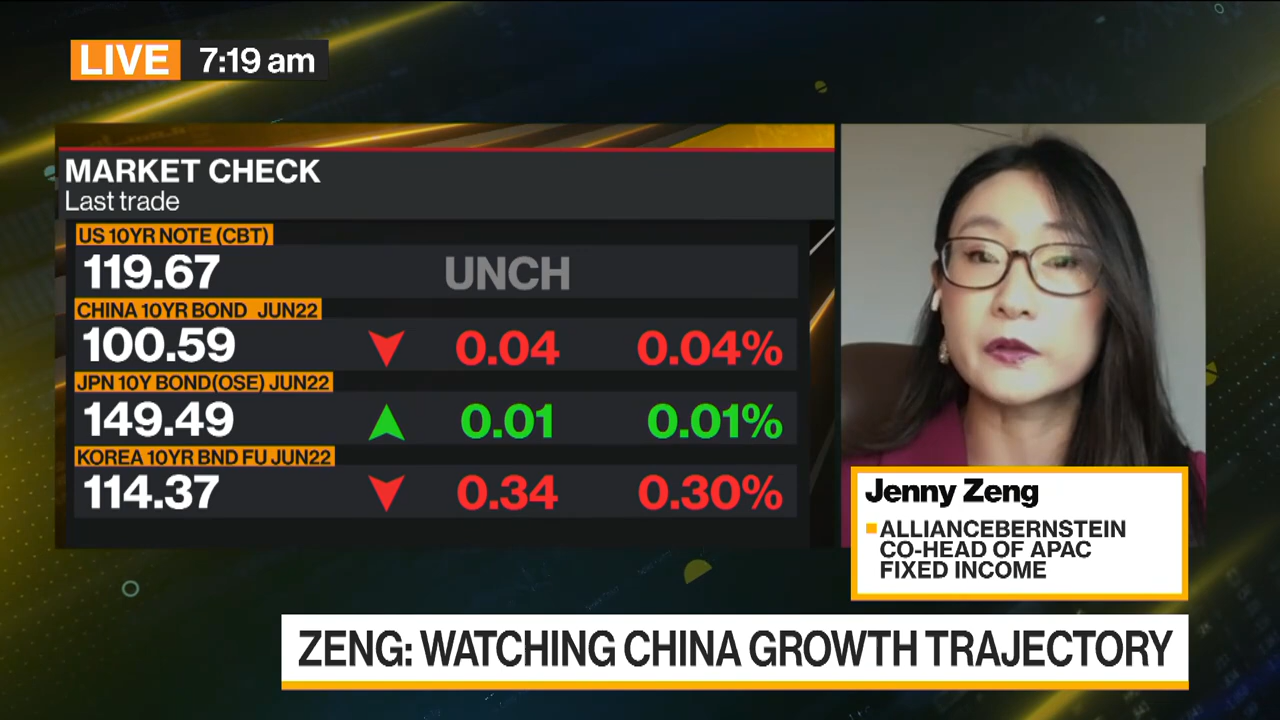 LIVE 7:19 am
MARKET CHECK
Last trade
US 10YR NOTE (CBT)
119.67 UNCH
CHINA 10YR BOND JUN22
100.59 0.04 0.04%
JPN 10Y BOND(OSE) JUN22
149.49 0.01 0.01%
KOREA 10YR BND FU JUN22
114.37 0.34 0.30%
Jenny Zeng
ALLIANCEBERNSTEIN
CO-HEAD OF APAC
FIXED INCOME
ZENG: WATCHING CHINA GROWTH TRAJECTORY